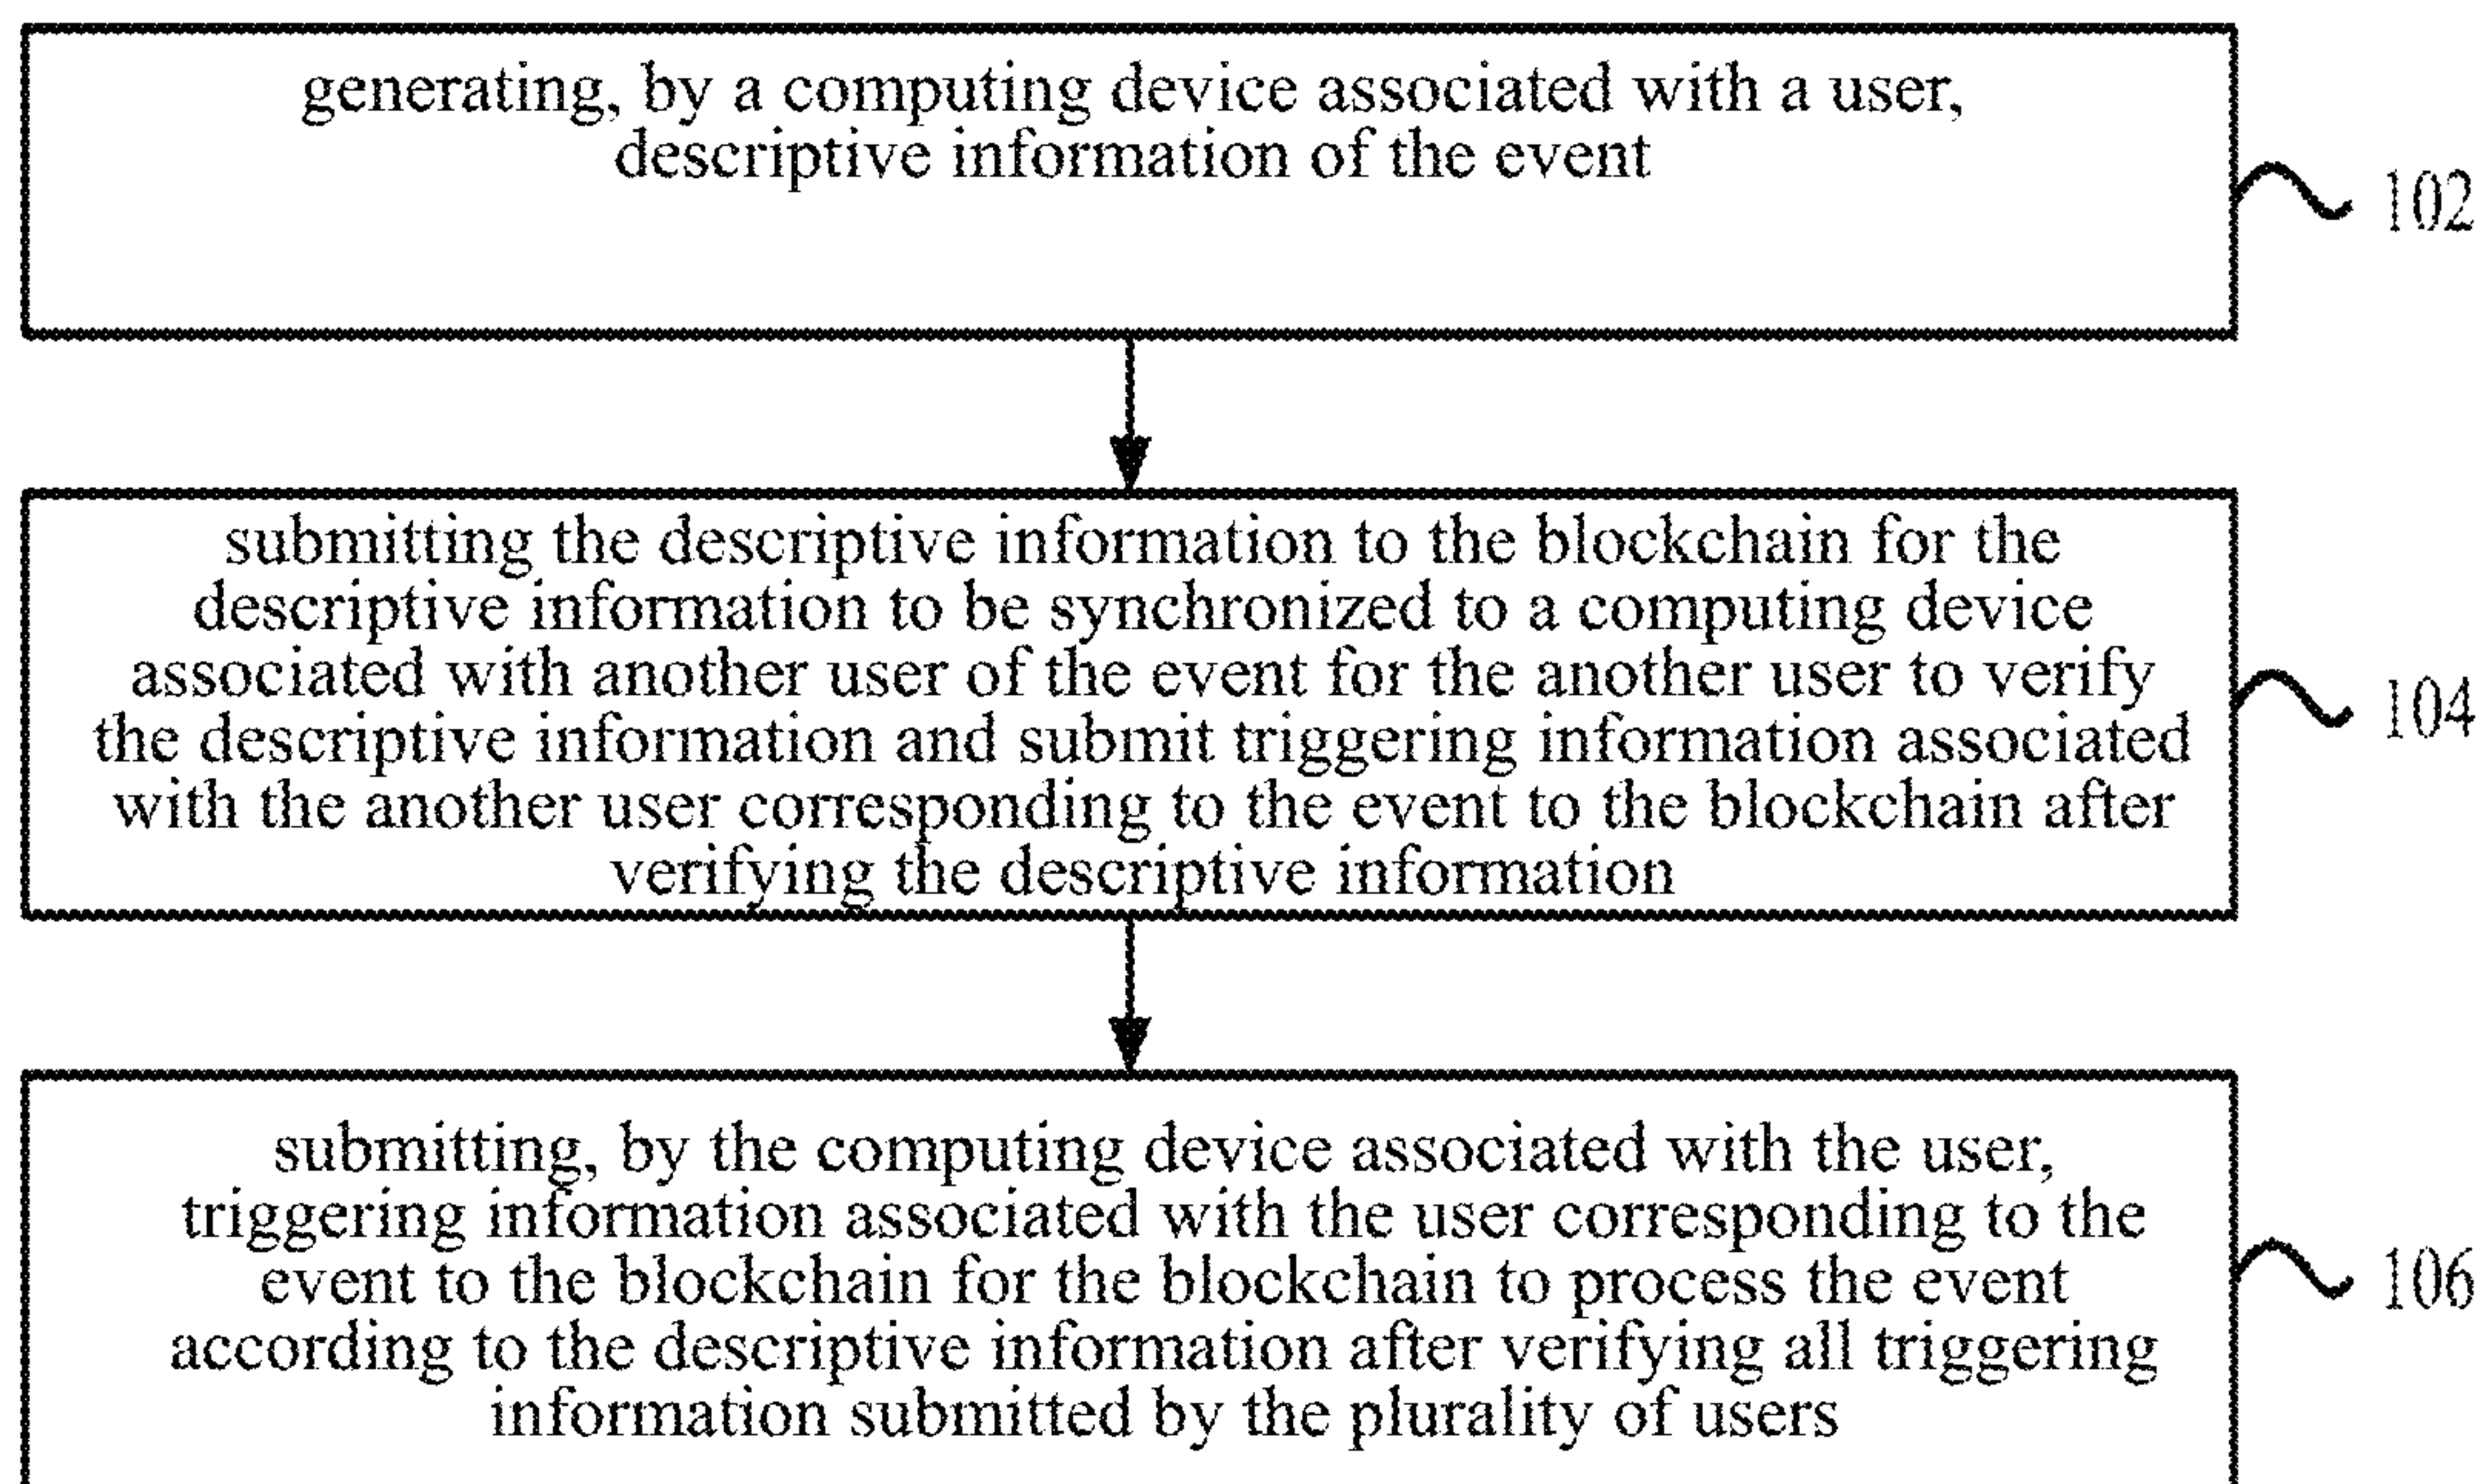 generating, by a computing device associated with a user,
descriptive information of the event
102
submitting the descriptive information to the blockchain for the
descriptive information to be synchronized to a computing device
associated with another user of the event for the another user to verify
the descriptive information and submit triggering information associated
with the another user corresponding to the event to the blockchain after
verifying the descriptive information
104
submitting, by the computing device associated with the user,
triggering information associated with the user corresponding to the
event to the blockchain for the blockchain to process the event
according to the descriptive information after verifying all triggering
information submitted by the plurality of users
106